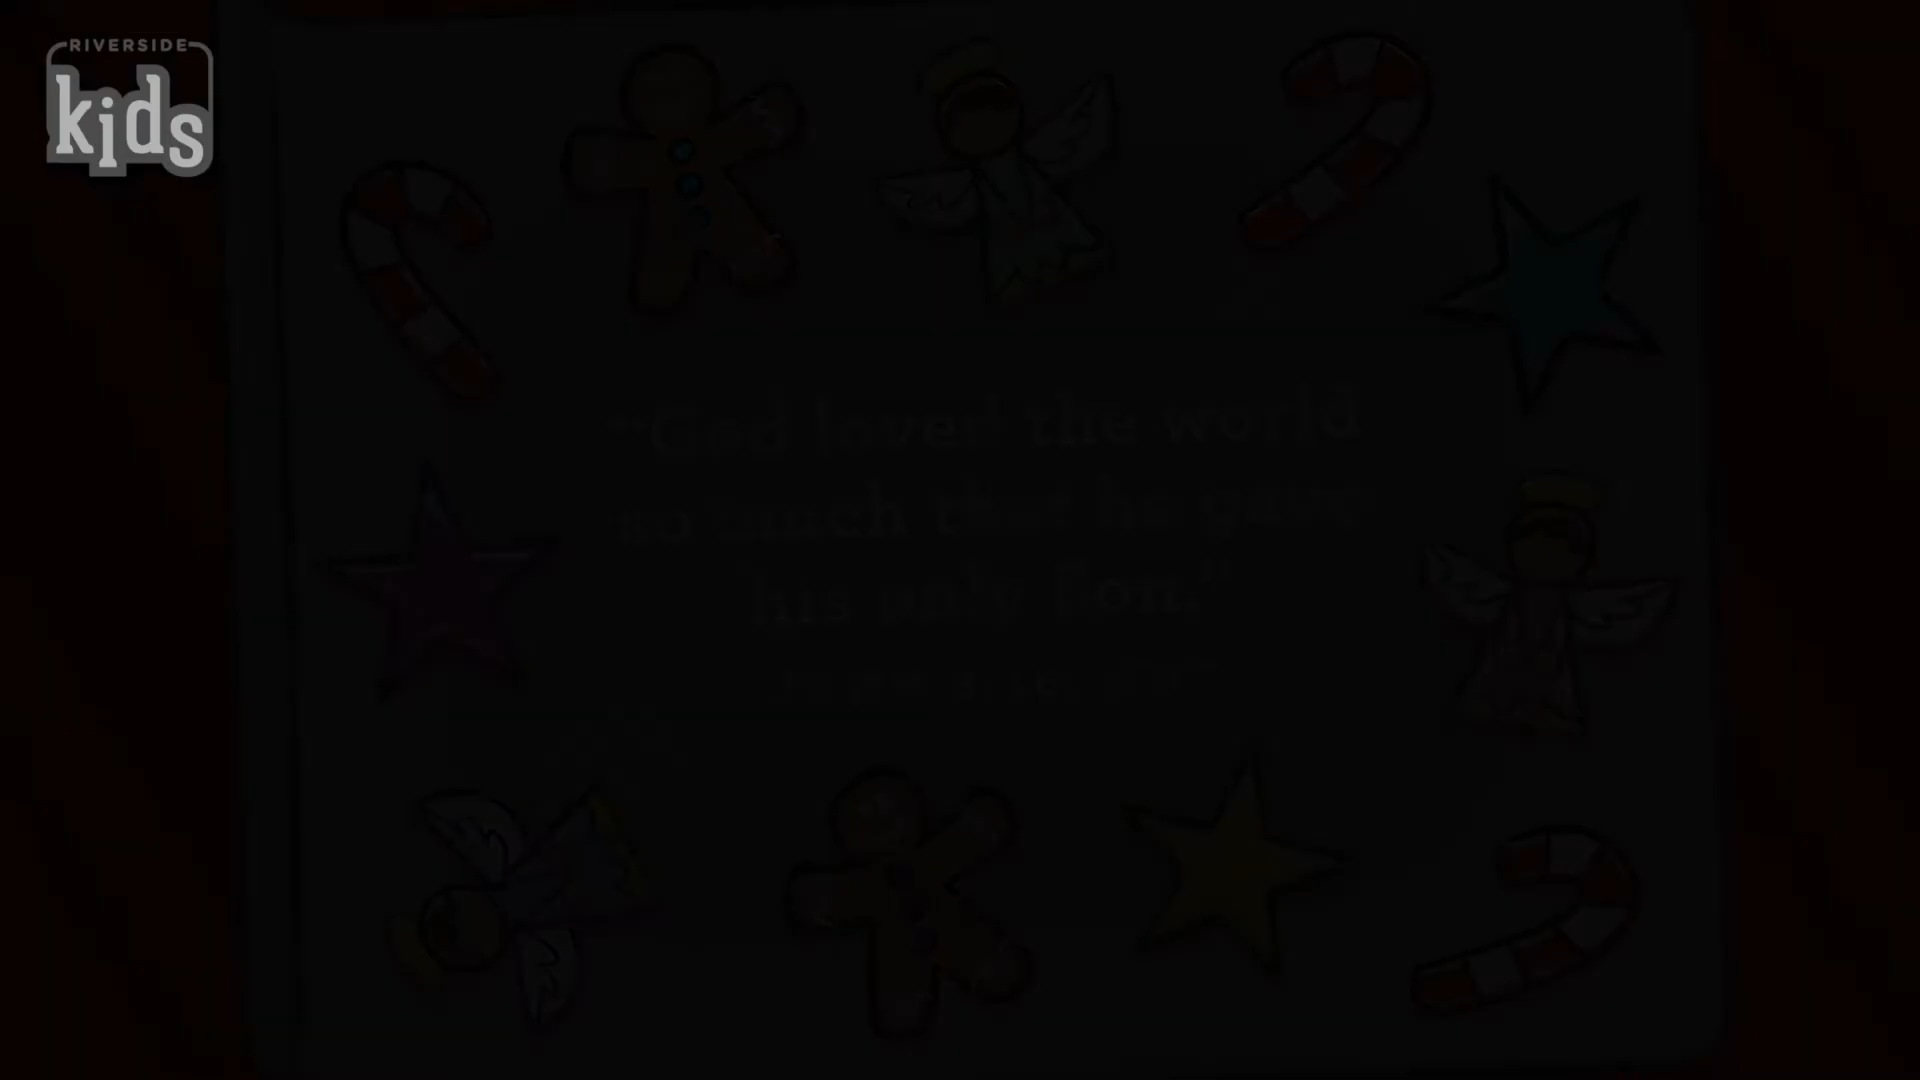 RIVERSIDE
kids
"God loved the world
so much that he gave
his only Son."